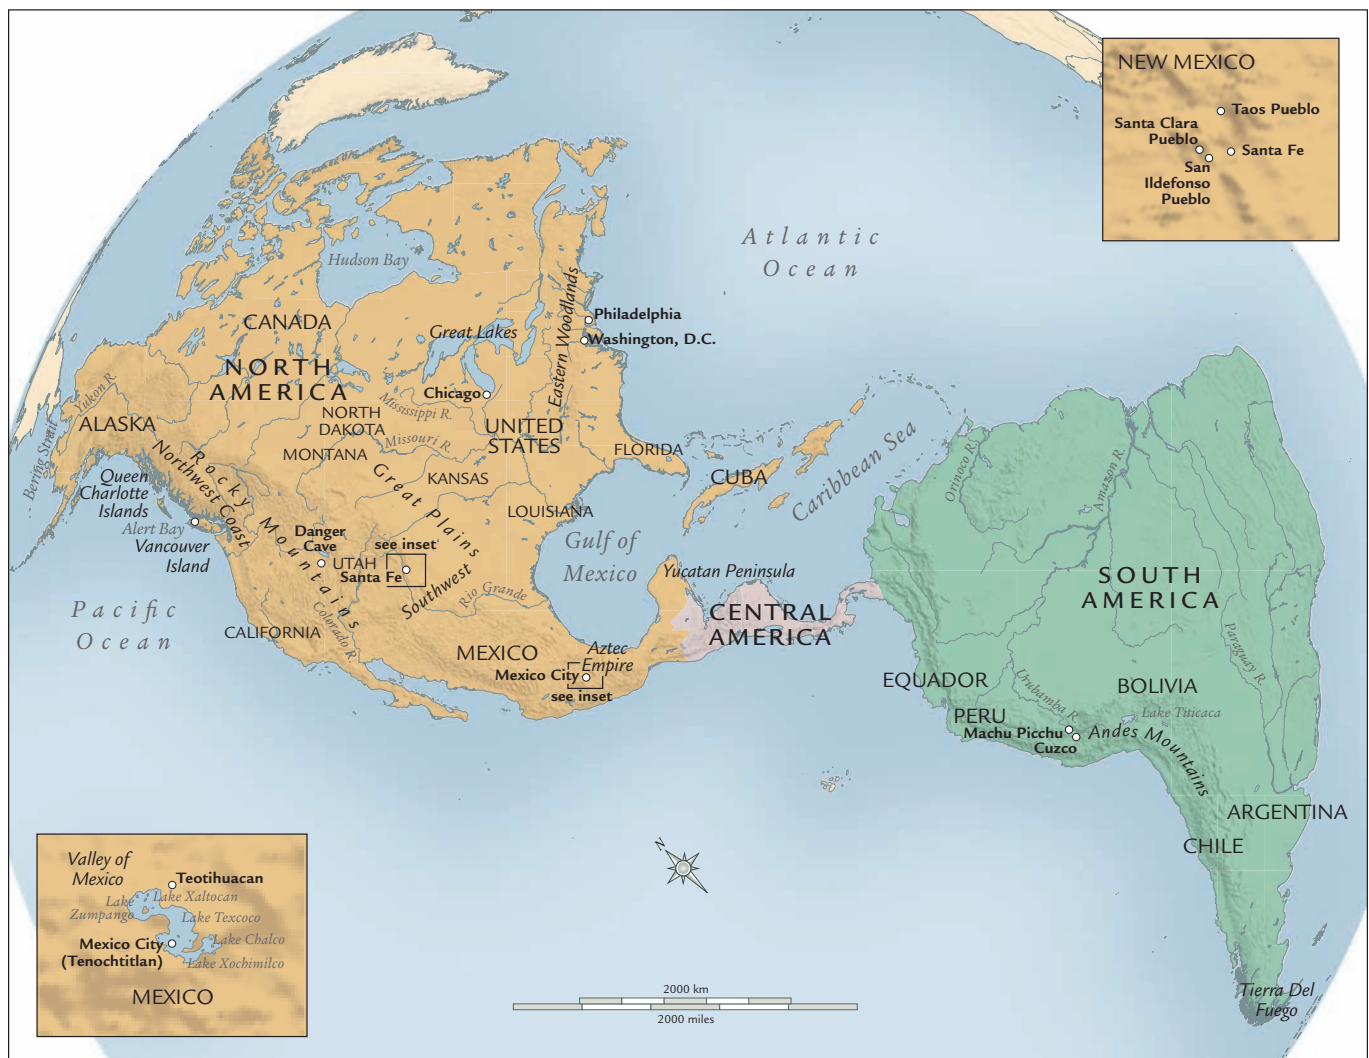 NEW MEXICO
Taos Pueblo
Santa Clara
Pueblo
Santa Fe
San
Ildefonso
Pueblo
Atlantic
Ocean
Hudson Bay
CANADA
Great Lakes
Eastern Woodlands
Philadelphia
Washington, D.C.
NORTH
AMERICA
Chicago
Mississippi R.
Yukon R.
ALASKA
Bering Strait
NORTH
DAKOTA
Missouri R.
MONTANA
UNITED
STATES
FLORIDA
Rocky Mountains
Northwest Coast
Great Plains
KANSAS
CUBA
Caribbean Sea
Orinoco R.
Amazon R.
Queen
Charlotte
Islands
Alert Bay
Vancouver
Island
LOUISIANA
Danger
Cave
UTAH
see inset
Santa Fe
Southwest
Gulf of
Mexico
Rio Grande
Yucatan Peninsula
CENTRAL
AMERICA
SOUTH
AMERICA
Pacific
Ocean
CALIFORNIA
Colorado R.
MEXICO
Aztec
Empire
Mexico City
see inset
Paraguay R.
EQUADOR
Urubamba R.
BOLIVIA
Lake Titicaca
PERU
Machu Picchu
Cuzco
Andes Mountains
ARGENTINA
CHILE
Tierra Del
Fuego
N
Valley of
Mexico
Teotihuacan
Lake
Zumpango
Lake Xaltocan
Lake Texcoco
Mexico City
(Tenochtitlan)
Lake Chalco
Lake Xochimilco
MEXICO
2000 km
2000 miles